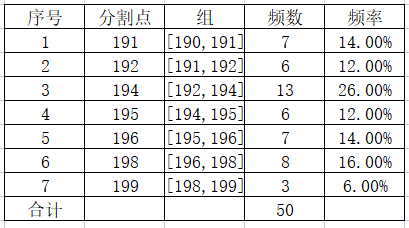 序号 分割点 组 频数 频率
1 191 [190,191] 7 14.00%
2 192 [191,192] 6 12.00%
3 194 [192,194] 13 26.00%
4 195 [194,195] 6 12.00%
5 196 [195,196] 7 14.00%
6 198 [196,198] 8 16.00%
7 199 [198,199] 3 6.00%
合计 50